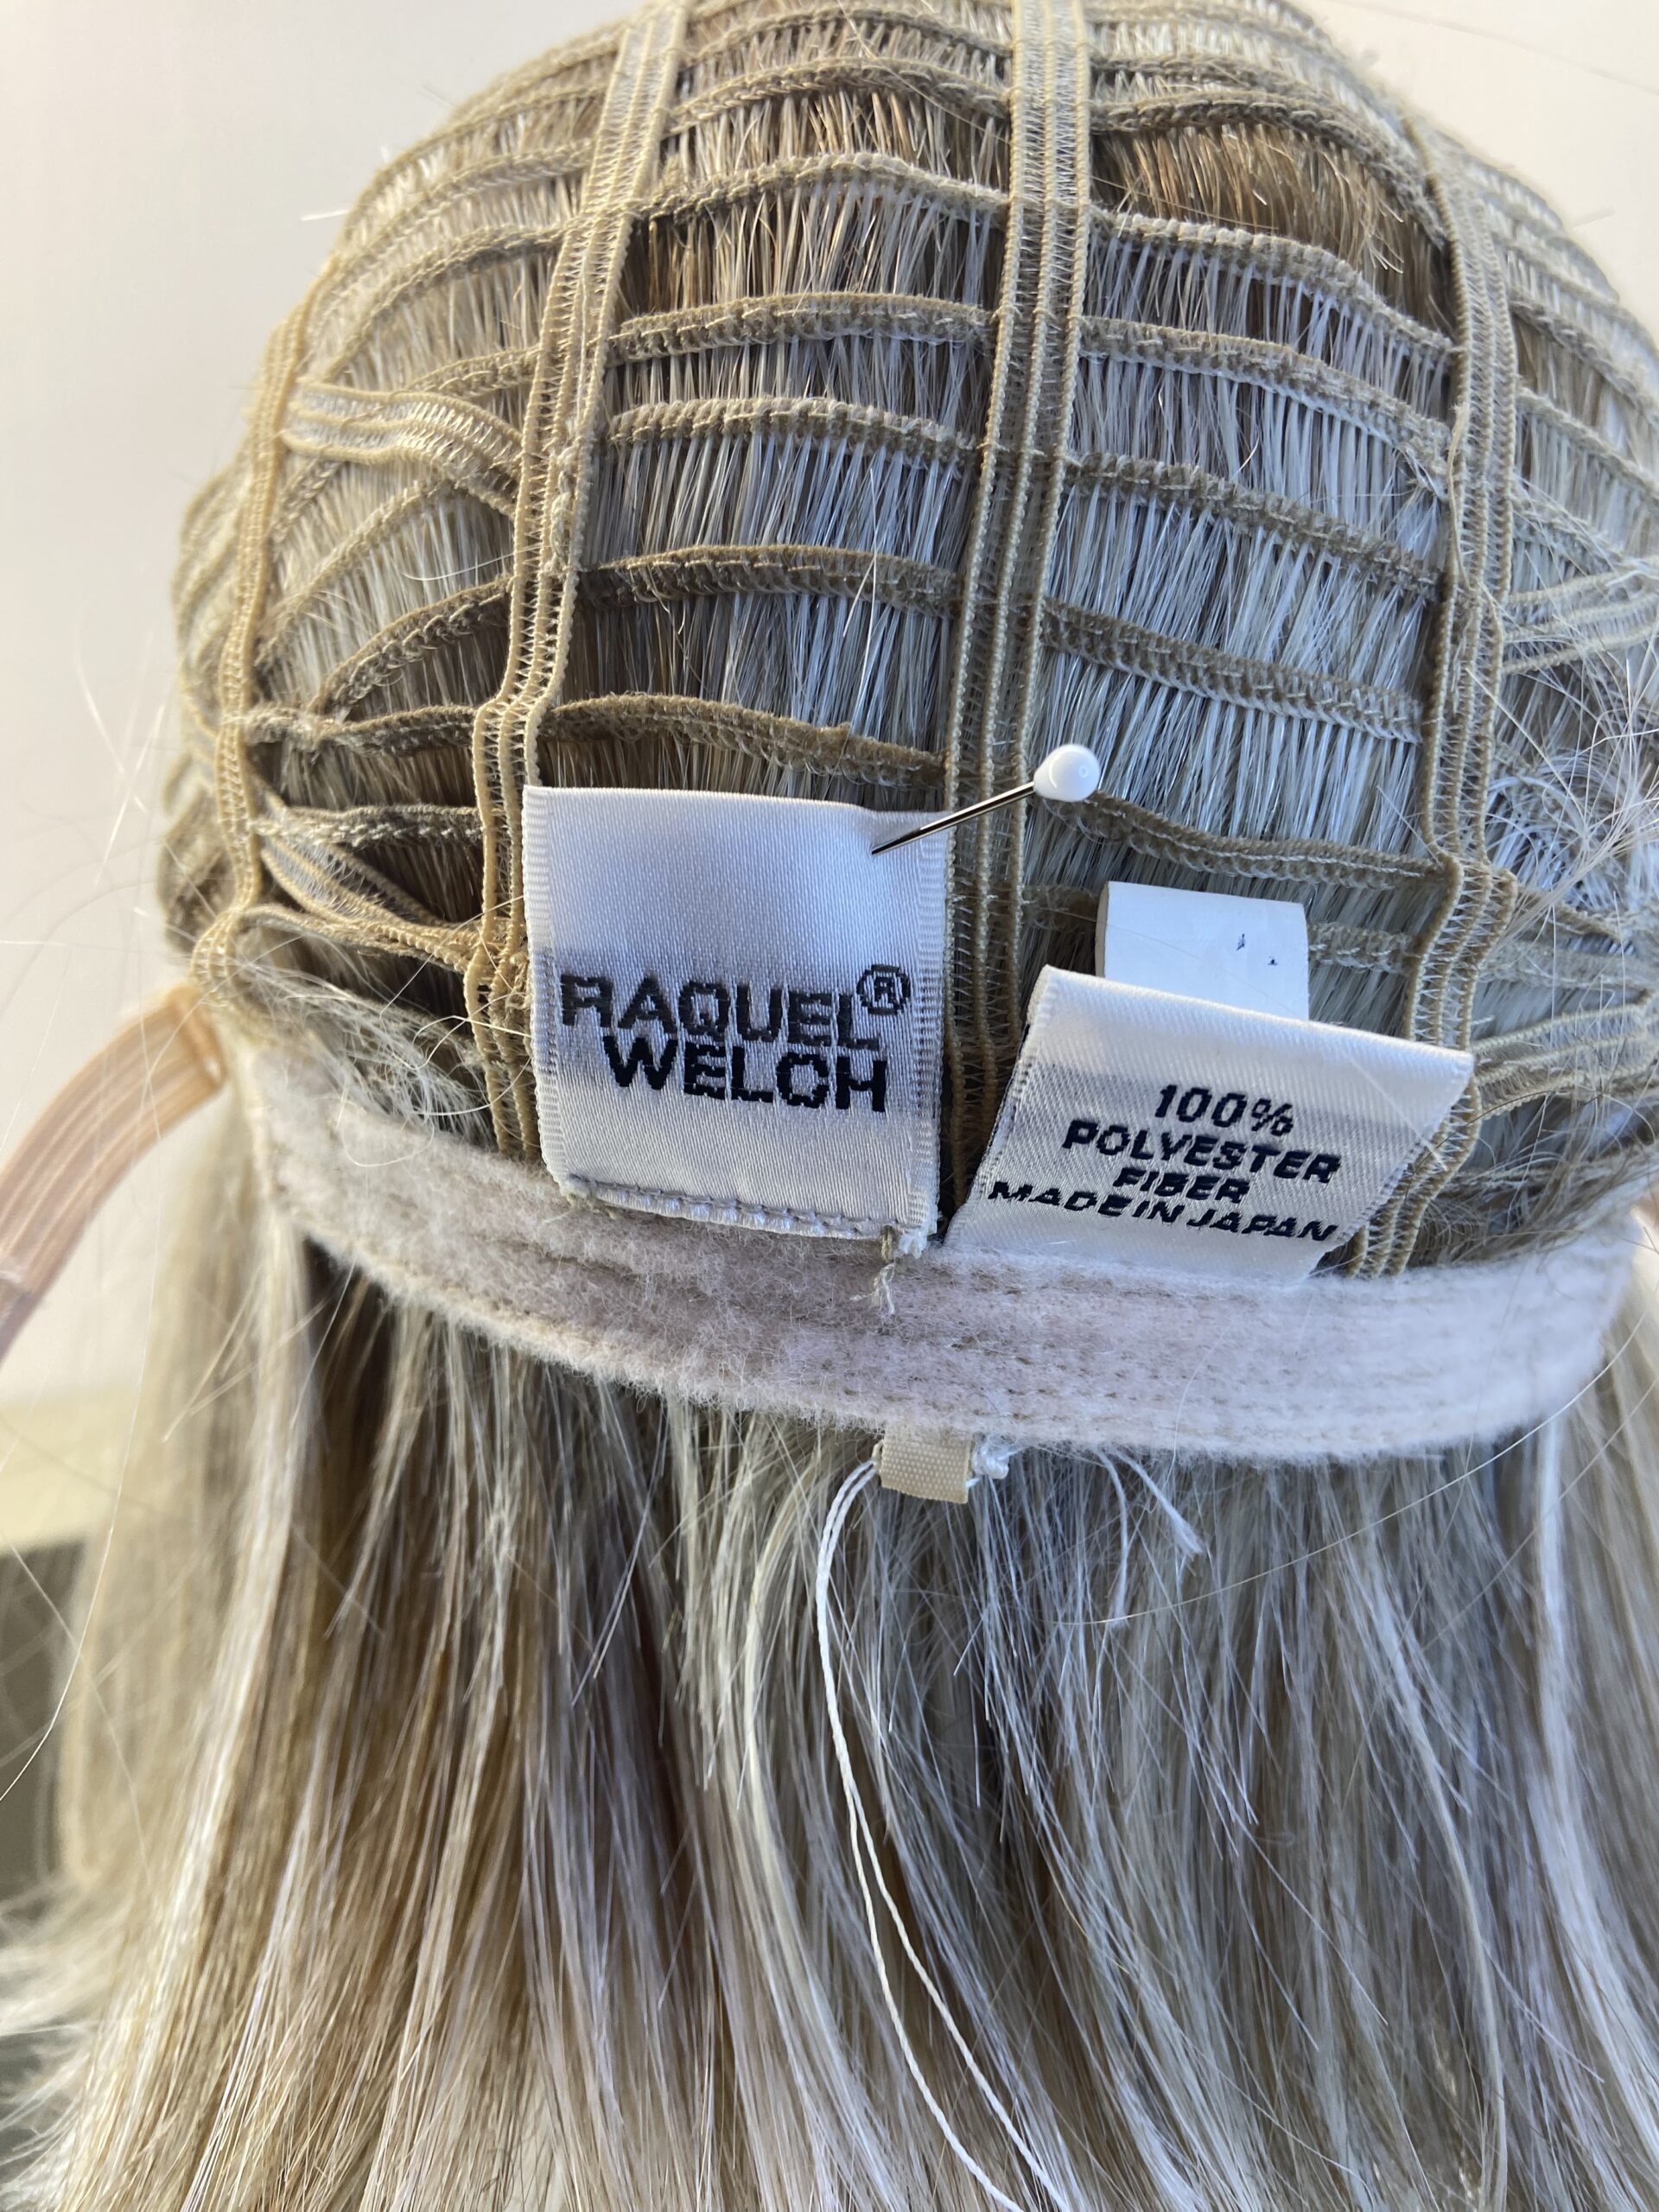 RAQUEL®
WELCH
100%
POLYESTER
FIBER
MADE IN JAPAN